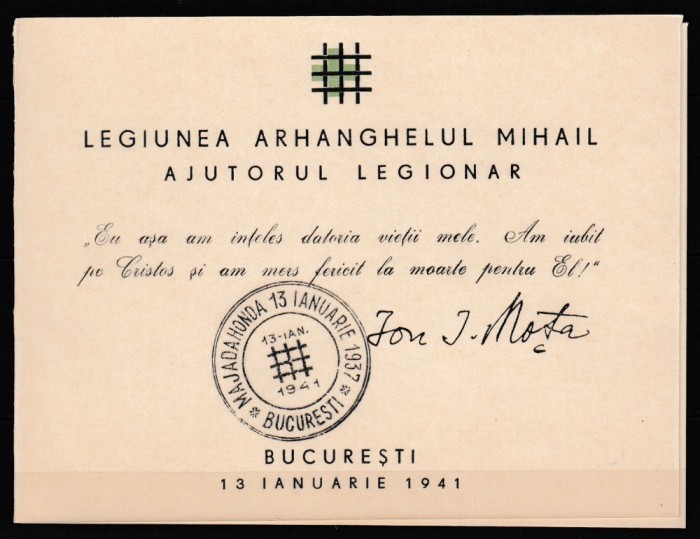 LEGIUNEA ARHANGHELUL MIHAIL
AJUTORUL LEGIONAR
„Eu așa am înțeles datoria vieții mele. Am iubit
pe Cristos și am mers fericit la moarte pentru El!“
Ion I. Moța
MAJADAHONDA 13 IANUARIE 1937
13-IAN.
1941
* BUCUREȘTI *
BUCUREȘTI
13 IANUARIE 1941